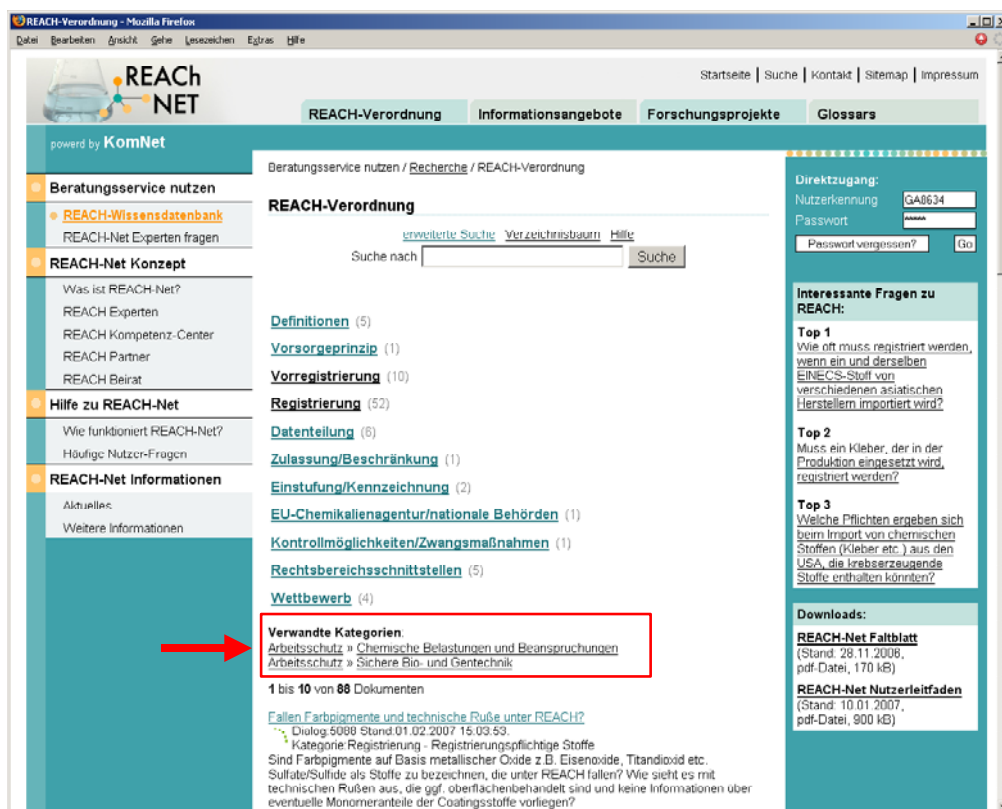 REACH-Verordnung - Mozilla Firefox
Datei Bearbeiten Ansicht Gehe Lesezeichen Extras Hilfe
REACh
NET
Startseite | Suche | Kontakt | Sitemap | Impressum
REACH-Verordnung Informationsangebote Forschungsprojekte Glossars
powerd by KomNet
Beratungsservice nutzen
REACH-Wissensdatenbank
REACH-Net Experten fragen
REACH-Net Konzept
Was ist REACH-Net?
REACH Experten
REACH Kompetenz-Center
REACH Partner
REACH Beirat
Hilfe zu REACH-Net
Wie funktioniert REACH-Net?
Häufige Nutzer-Fragen
REACH-Net Informationen
Aktuelles
Weitere Informationen
Beratungsservice nutzen / Recherche / REACH-Verordnung
REACH-Verordnung
erweiterte Suche Verzeichnisbaum Hilfe
Suche nach Suche
Definitionen (5)
Vorsorgeprinzip (1)
Vorregistrierung (10)
Registrierung (52)
Datenteilung (6)
Zulassung/Beschränkung (1)
Einstufung/Kennzeichnung (2)
EU-Chemikalienagentur/nationale Behörden (1)
Kontrollmöglichkeiten/Zwangsmaßnahmen (1)
Rechtsbereichsschnittstellen (5)
Wettbewerb (4)
Verwandte Kategorien:
Arbeitsschutz » Chemische Belastungen und Beanspruchungen
Arbeitsschutz » Sichere Bio- und Gentechnik
1 bis 10 von 88 Dokumenten
Fallen Farbpigmente und technische Ruße unter REACH?
Dialog:5088 Stand:01.02.2007 15:03:53.
Kategorie:Registrierung - Registrierungspflichtige Stoffe
Sind Farbpigmente auf Basis metallischer Oxide z.B. Eisenoxide, Titandioxid etc.
Sulfate/Sulfide als Stoffe zu bezeichnen, die unter REACH fallen? Wie sieht es mit
technischen Rußen aus, die ggf. oberflächenbehandelt sind und keine Informationen über
eventuelle Monomeranteile der Coatingsstoffe vorliegen?
Direktzugang:
Nutzerkennung GA8634
Passwort *****
Passwort vergessen? Go
Interessante Fragen zu
REACH:
Top 1
Wie oft muss registriert werden,
wenn ein und derselben
EINECS-Stoff von
verschiedenen asiatischen
Herstellern importiert wird?
Top 2
Muss ein Kleber, der in der
Produktion eingesetzt wird,
registriert werden?
Top 3
Welche Pflichten ergeben sich
beim Import von chemischen
Stoffen (Kleber etc.) aus den
USA, die krebserzeugende
Stoffe enthalten könnten?
Downloads:
REACH-Net Faltblatt
(Stand: 28.11.2006,
pdf-Datei, 170 kB)
REACH-Net Nutzerleitfaden
(Stand: 10.01.2007,
pdf-Datei, 900 kB)